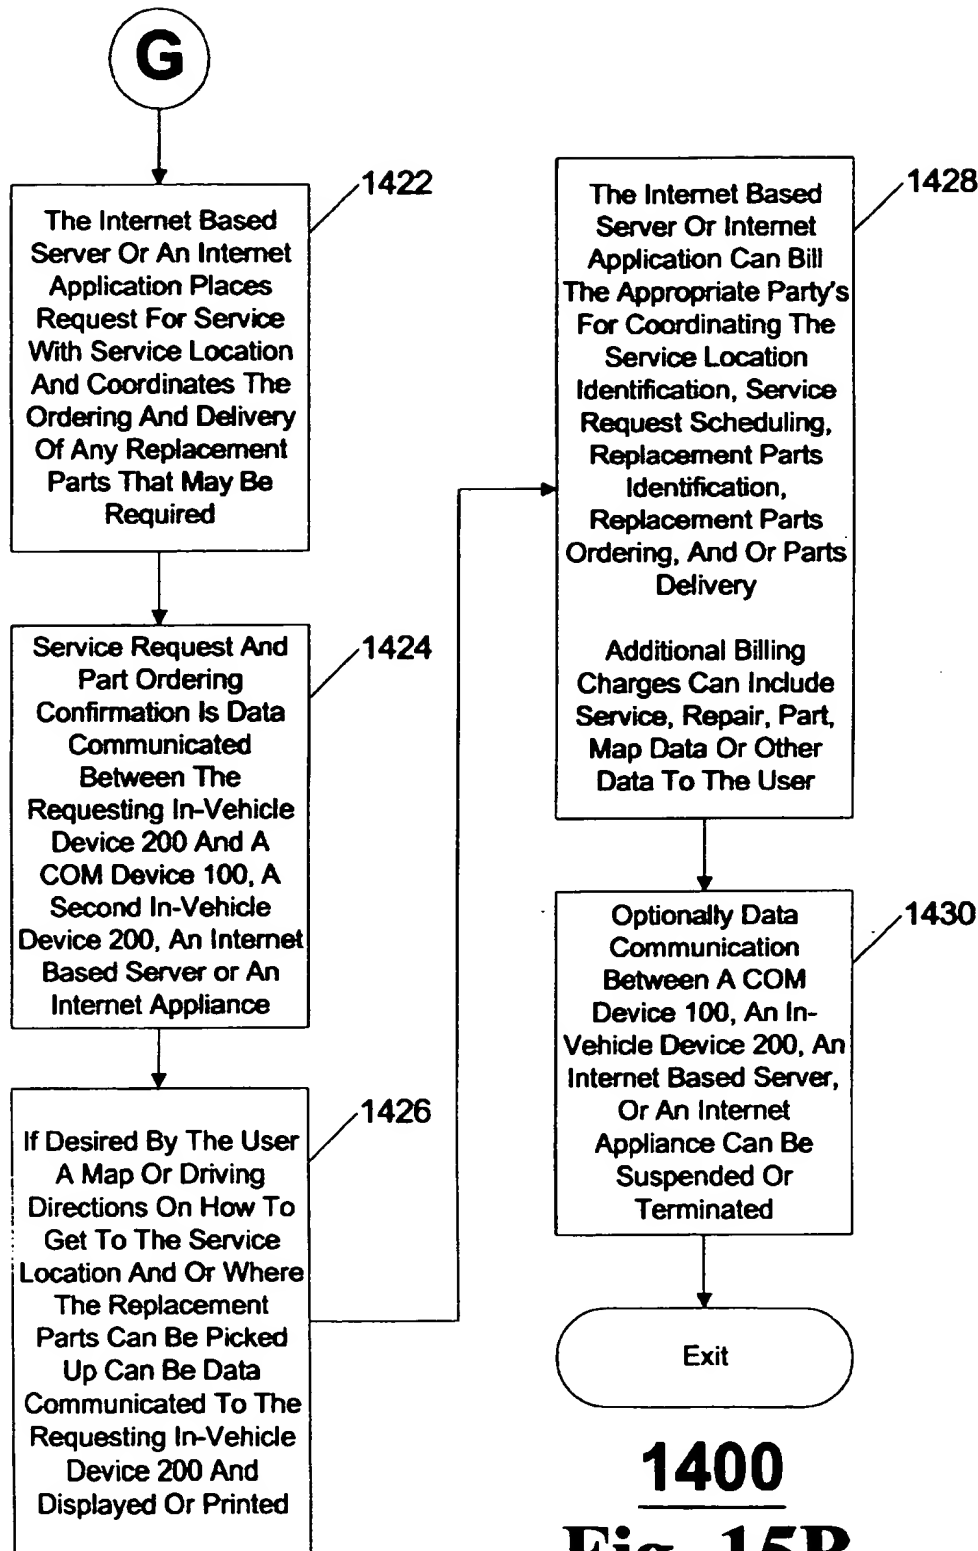 G
1422
The Internet Based
Server Or An Internet
Application Places
Request For Service
With Service Location
And Coordinates The
Ordering And Delivery
Of Any Replacement
Parts That May Be
Required
1424
Service Request And
Part Ordering
Confirmation Is Data
Communicated
Between The
Requesting In-Vehicle
Device 200 And A
COM Device 100, A
Second In-Vehicle
Device 200, An Internet
Based Server or An
Internet Appliance
1426
If Desired By The User
A Map Or Driving
Directions On How To
Get To The Service
Location And Or Where
The Replacement
Parts Can Be Picked
Up Can Be Data
Communicated To The
Requesting In-Vehicle
Device 200 And
Displayed Or Printed
1428
The Internet Based
Server Or Internet
Application Can Bill
The Appropriate Party's
For Coordinating The
Service Location
Identification, Service
Request Scheduling,
Replacement Parts
Identification,
Replacement Parts
Ordering, And Or Parts
Delivery
Additional Billing
Charges Can Include
Service, Repair, Part,
Map Data Or Other
Data To The User
1430
Optionally Data
Communication
Between A COM
Device 100, An In-
Vehicle Device 200, An
Internet Based Server,
Or An Internet
Appliance Can Be
Suspended Or
Terminated
Exit
1400
Fig. 15B